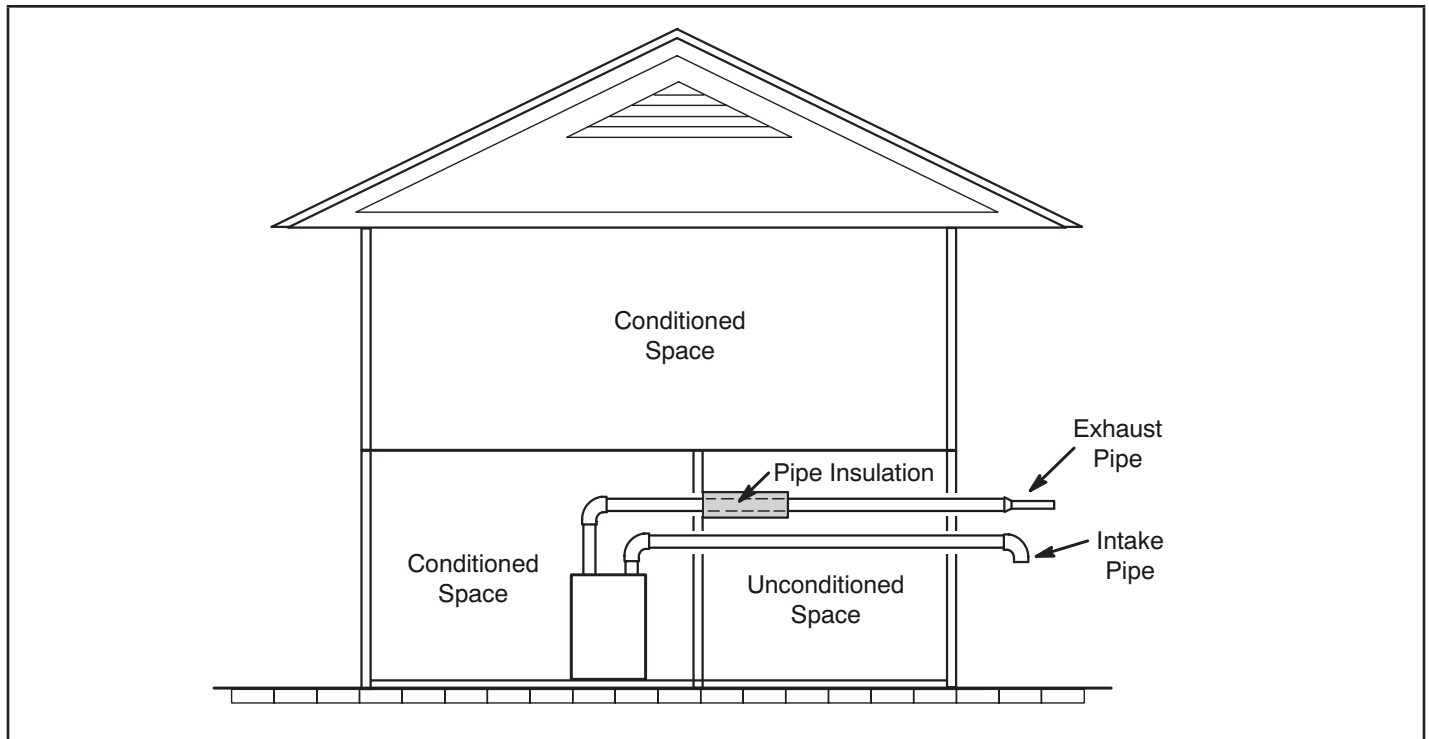 Conditioned
Space
Exhaust
Pipe
Pipe Insulation
Intake
Pipe
Conditioned
Space
Unconditioned
Space